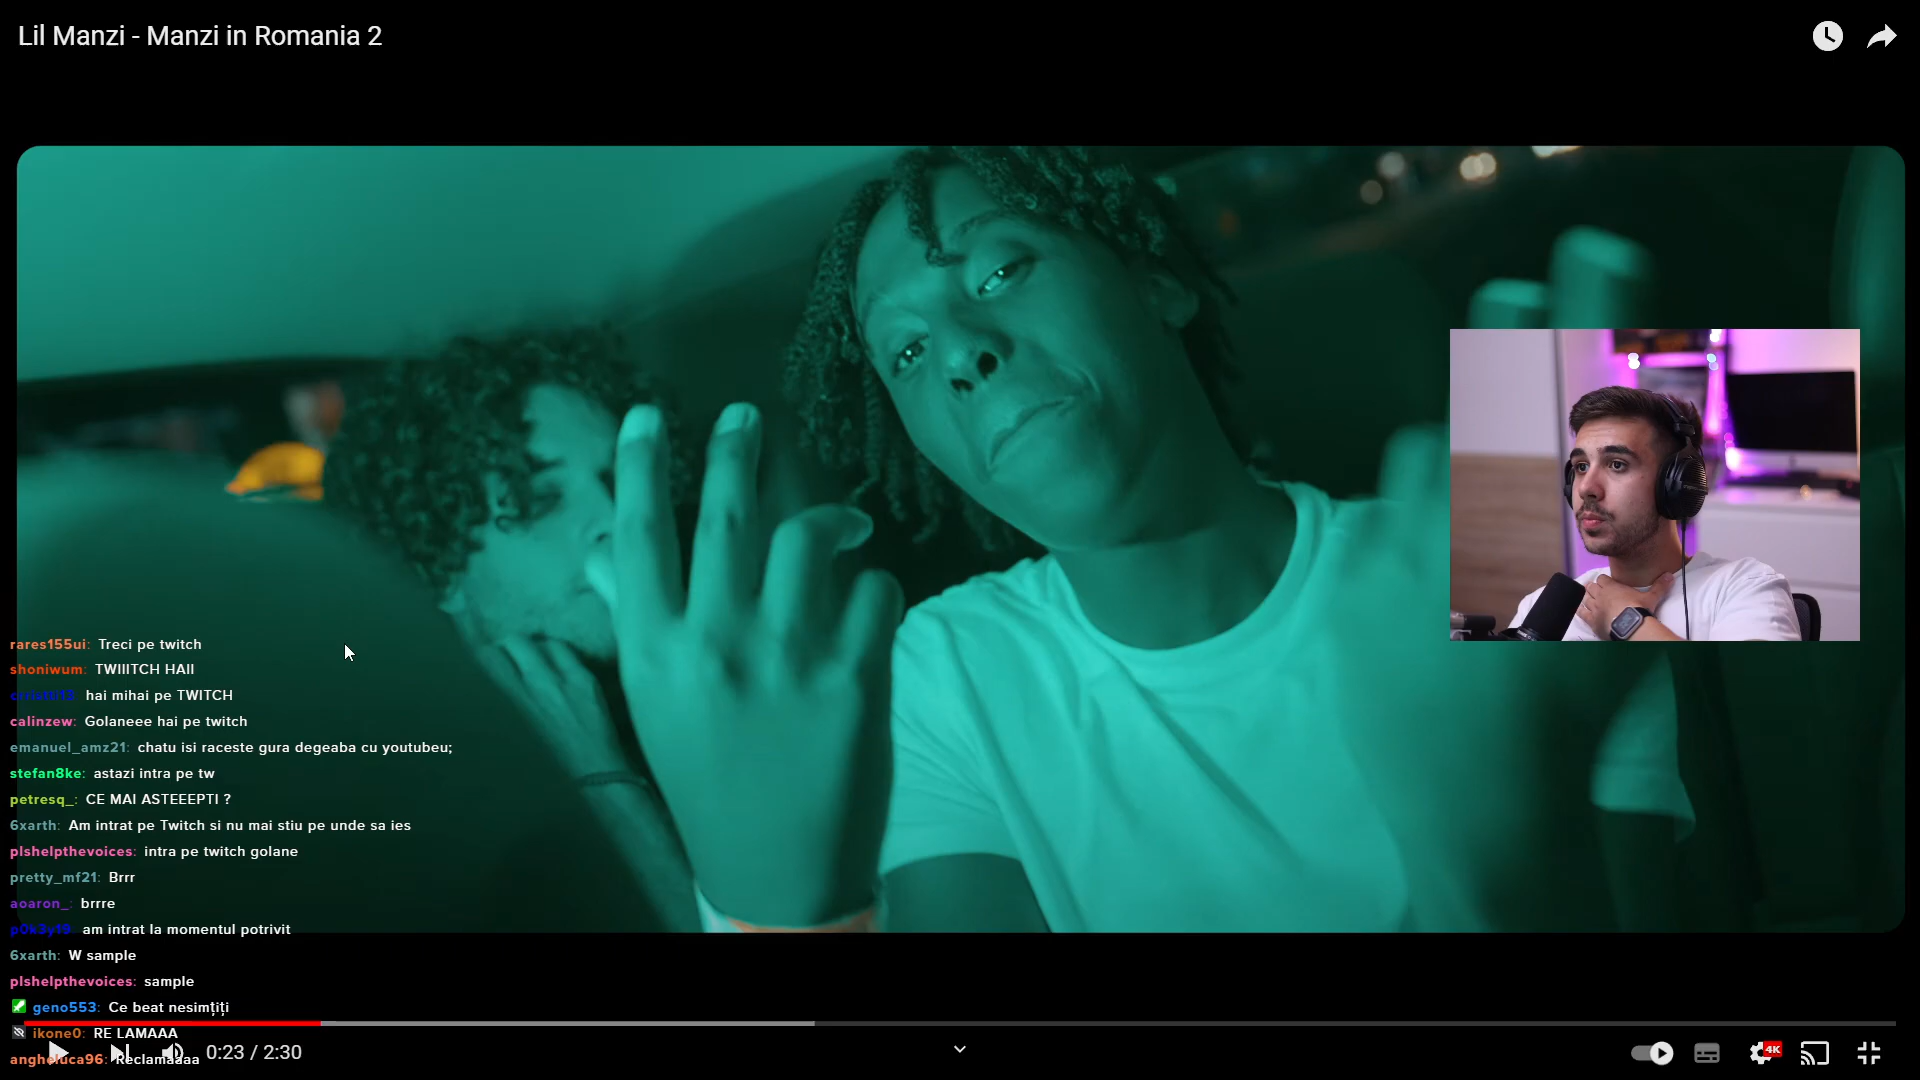 Lil Manzi - Manzi in Romania 2
rares155ui: Treci pe twitch
shoniwum: TWIIITCH HAII
hai mihai pe TWITCH
calinzew: Golaneee hai pe twitch
emanuel_amz21: chatu isi raceste gura degeaba cu youtubeu;
stefan8ke: astazi intra pe tw
petresq_: CE MAI ASTEEEPTI ?
6xarth: Am intrat pe Twitch si nu mai stiu pe unde sa ies
plshelpthevoices: intra pe twitch golane
pretty_mf21: Brrr
aoaron_: brrre
p0k3y19 am intrat la momentul potrivit
6xarth: W sample
plshelpthevoices: sample
geno553: Ce beat nesimțiți
ikone0: RE LAMAAA
angheluca96: Reclamaaaa
0:23 / 2:30
4K